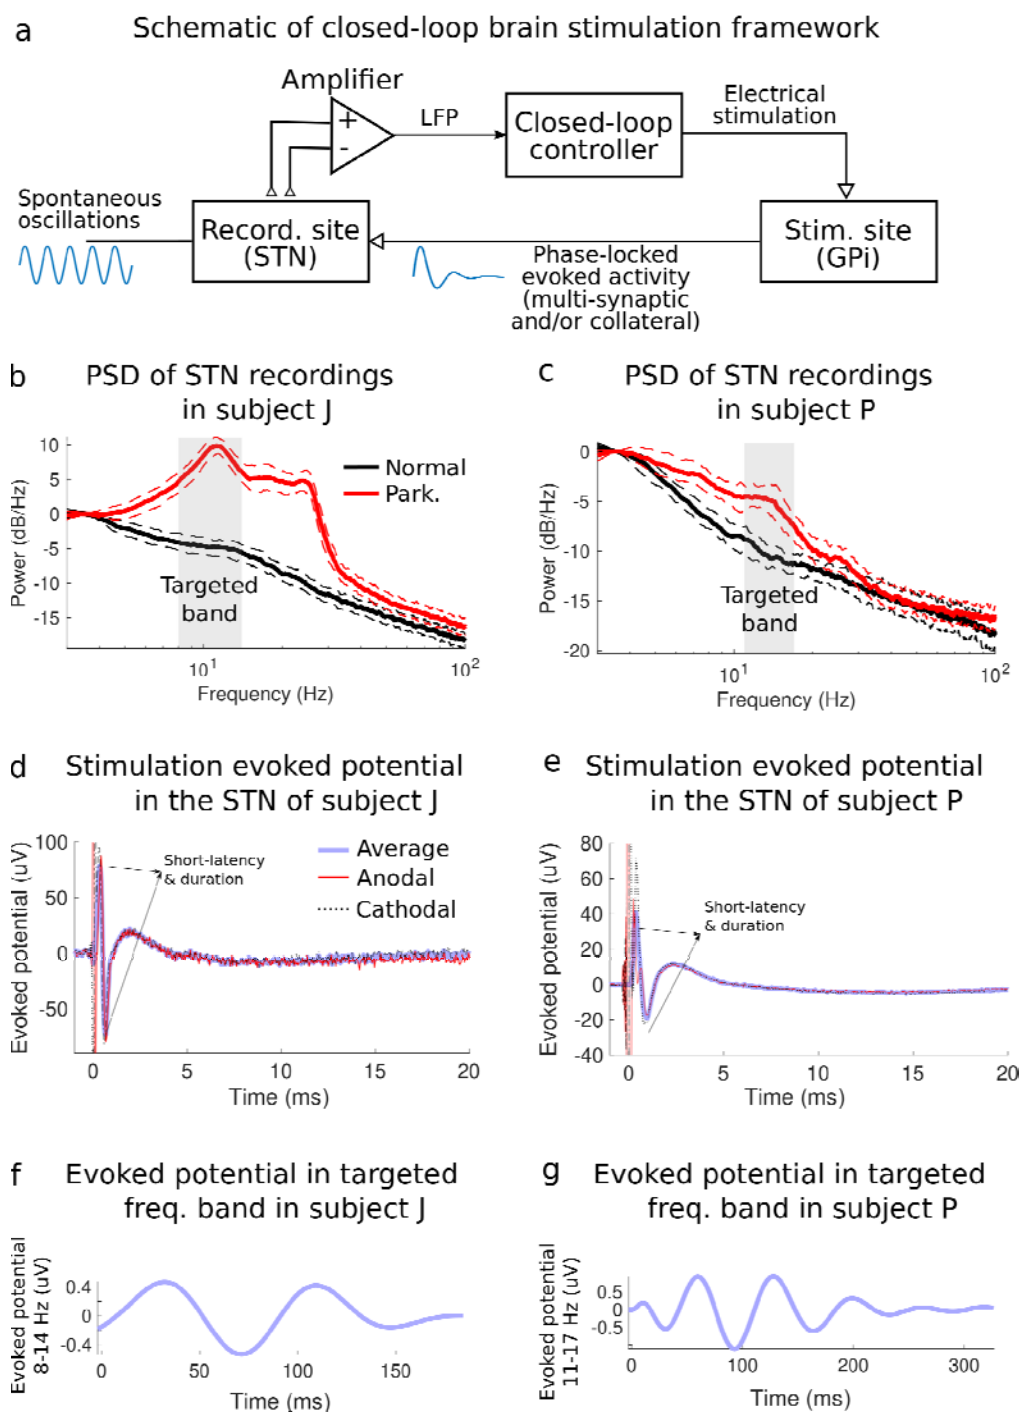 a
Schematic of closed-loop brain stimulation framework
Amplifier
+
-
LFP
Closed-loop
controller
Electrical
stimulation
Spontaneous
oscillations
Record. site
(STN)
Phase-locked
evoked activity
(multi-synaptic
and/or collateral)
Stim. site
(GPi)
b
PSD of STN recordings
in subject J
10
5
0
-5
-10
-15
Power (dB/Hz)
Normal
Park.
Targeted
band
10¹
10²
Frequency (Hz)
c
PSD of STN recordings
in subject P
0
-5
-10
-15
-20
Power (dB/Hz)
Targeted
band
10¹
10²
Frequency (Hz)
d
Stimulation evoked potential
in the STN of subject J
100
50
0
-50
Evoked potential (uV)
Short-latency
& duration
Average
Anodal
Cathodal
0 5 10 15 20
Time (ms)
e
Stimulation evoked potential
in the STN of subject P
80
60
40
20
0
-20
-40
Evoked potential (uV)
Short-latency
& duration
0 5 10 15 20
Time (ms)
f
Evoked potential in targeted
freq. band in subject J
Evoked potential
8-14 Hz (uV)
0.4
0
-0.4
0 50 100 150
Time (ms)
g
Evoked potential in targeted
freq. band in subject P
Evoked potential
11-17 Hz (uV)
0.5
-0.5
0 100 200 300
Time (ms)